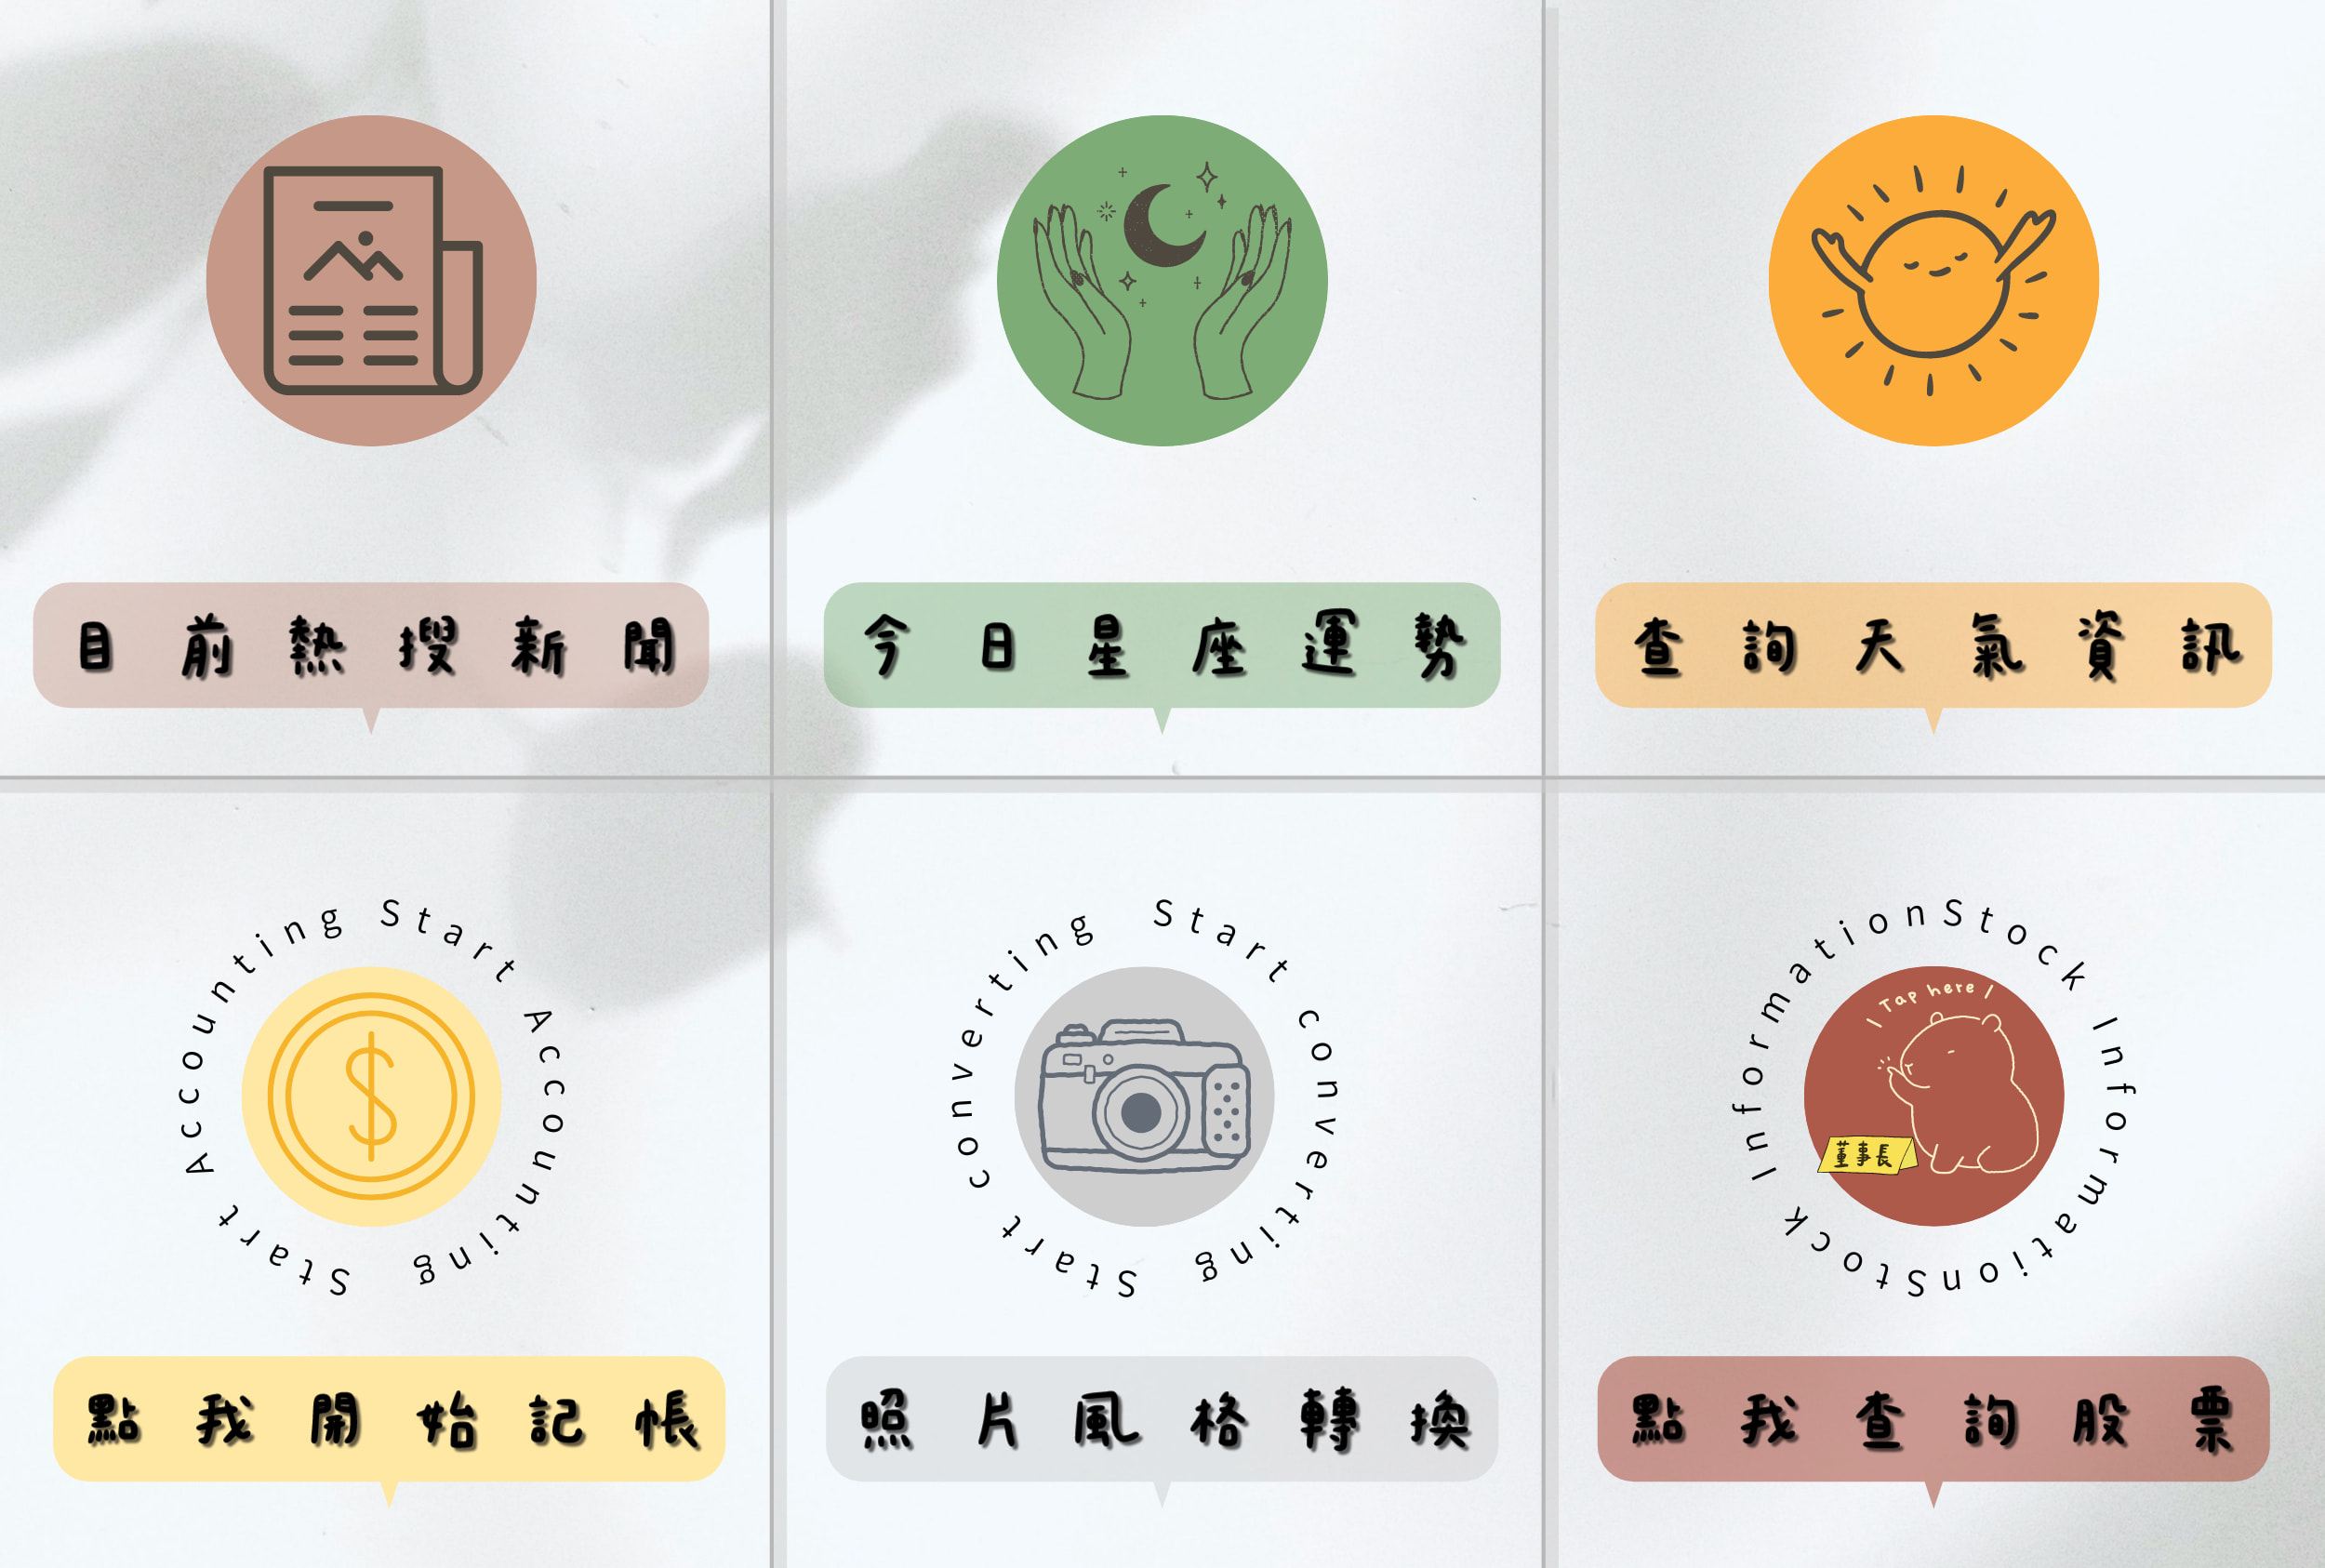 目前熱搜新聞
今日星座運勢
查詢天氣資訊
Start Accounting Start Accounting
點我開始記帳
Start converting Start converting
照片風格轉換
Stock InformationStock Information
Tap here
董事長
點我查詢股票